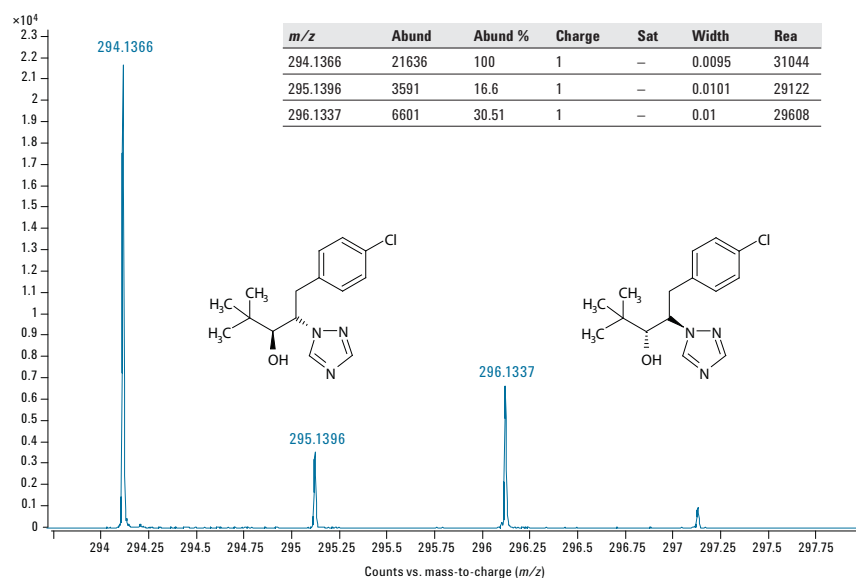 ×10⁴
m/z Abund Abund % Charge Sat Width Rea
294.1366 21636 100 1 – 0.0095 31044
295.1396 3591 16.6 1 – 0.0101 29122
296.1337 6601 30.51 1 – 0.01 29608
2.3
2.2
2.1
2
1.9
1.8
1.7
1.6
1.5
1.4
1.3
1.2
1.1
1
0.9
0.8
0.7
0.6
0.5
0.4
0.3
0.2
0.1
0
294.1366
295.1396
296.1337
Cl
CH₃
H₃C
H₃C
OH
N
N
N
Cl
CH₃
H₃C
H₃C
OH
N
N
N
294 294.25 294.5 294.75 295 295.25 295.5 295.75 296 296.25 296.5 296.75 297 297.25 297.5 297.75
Counts vs. mass-to-charge (m/z)